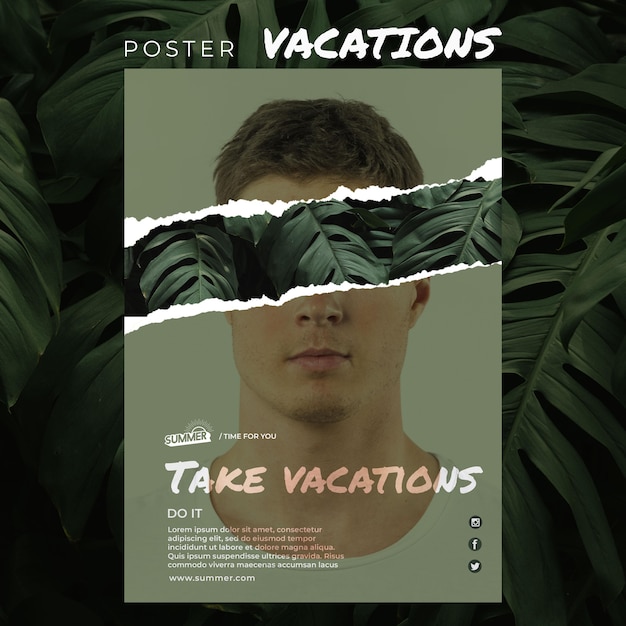 POSTER VACATIONS
SUMMER / TIME FOR YOU
TAKE VACATIONS
DO IT
Lorem ipsum dolor sit amet, consectetur
adipiscing elit, sed do eiusmod tempor
incididunt ut labore et dolore magna aliqua.
Quis ipsum suspendisse ultrices gravida. Risus
commodo viverra maecenas accumsan lacus
www.summer.com